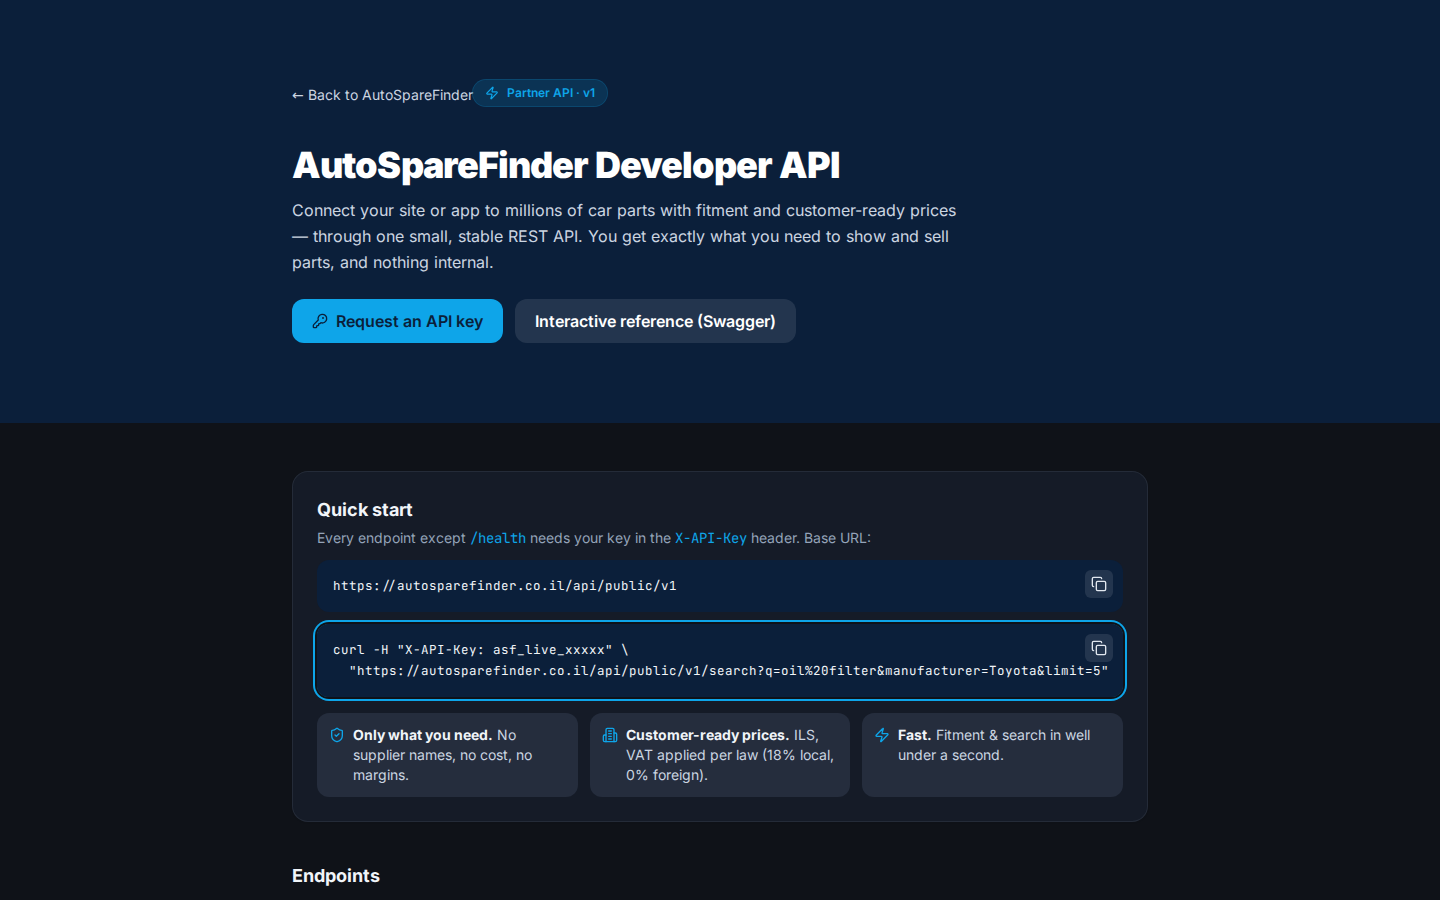 ← Back to AutoSpareFinder
Partner API · v1
AutoSpareFinder Developer API
Connect your site or app to millions of car parts with fitment and customer-ready prices
— through one small, stable REST API. You get exactly what you need to show and sell
parts, and nothing internal.
Request an API key
Interactive reference (Swagger)
Quick start
Every endpoint except /health needs your key in the X-API-Key header. Base URL:
https://autosparefinder.co.il/api/public/v1
curl -H "X-API-Key: asf_live_xxxxx" \
"https://autosparefinder.co.il/api/public/v1/search?q=oil%20filter&manufacturer=Toyota&limit=5"
Only what you need. No
supplier names, no cost, no
margins.
Customer-ready prices. ILS,
VAT applied per law (18% local,
0% foreign).
Fast. Fitment & search in well
under a second.
Endpoints